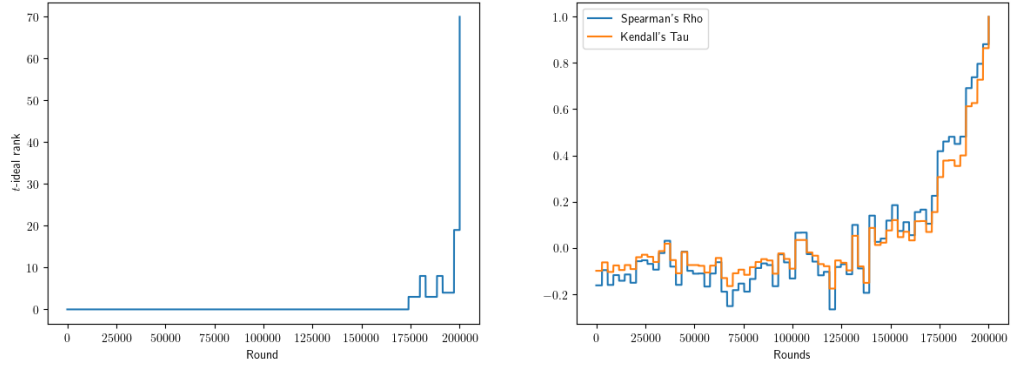 70
60
50
40
30
20
10
0
t-ideal rank
0 25000 50000 75000 100000 125000 150000 175000 200000
Round
Spearman's Rho
Kendall's Tau
1.0
0.8
0.6
0.4
0.2
0.0
−0.2
0 25000 50000 75000 100000 125000 150000 175000 200000
Rounds